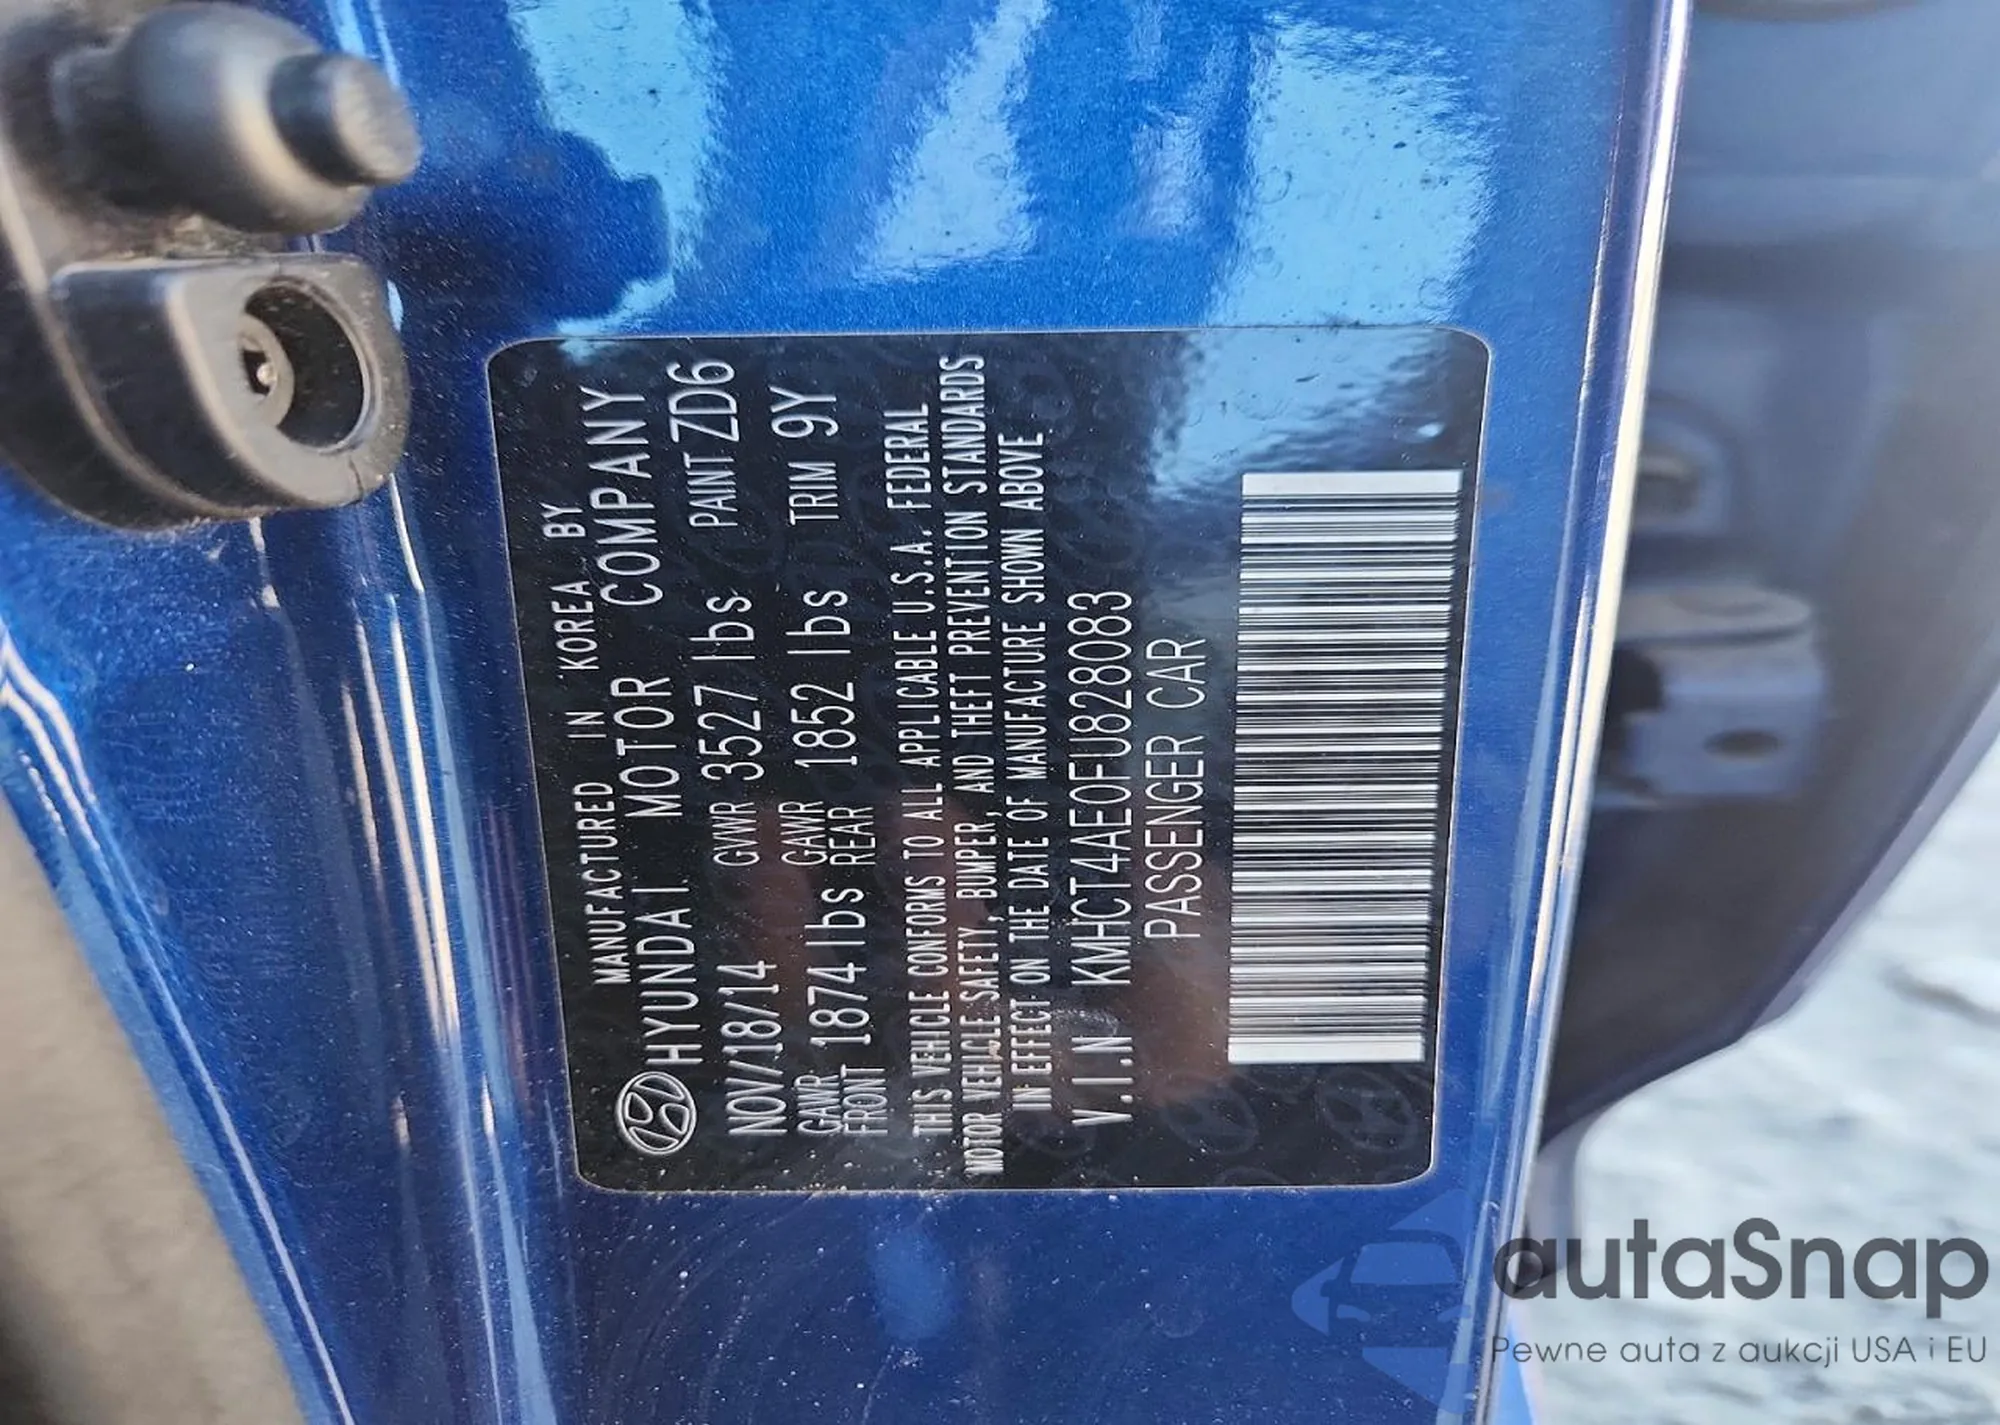 MANUFACTURED IN KOREA BY
HYUNDAI MOTOR COMPANY
NOV/18/14 GVWR 3527 lbs PAINT ZD6
GAWR FRONT 1874 lbs GAWR REAR 1852 lbs TRIM 9Y
THIS VEHICLE CONFORMS TO ALL APPLICABLE U.S.A. FEDERAL
MOTOR VEHICLE SAFETY, BUMPER, AND THEFT PREVENTION STANDARDS
IN EFFECT ON THE DATE OF MANUFACTURE SHOWN ABOVE.
V.I.N KMHCT4AE0FU828083
PASSENGER CAR
autaSnap
Pewne auta z aukcji USA i EU